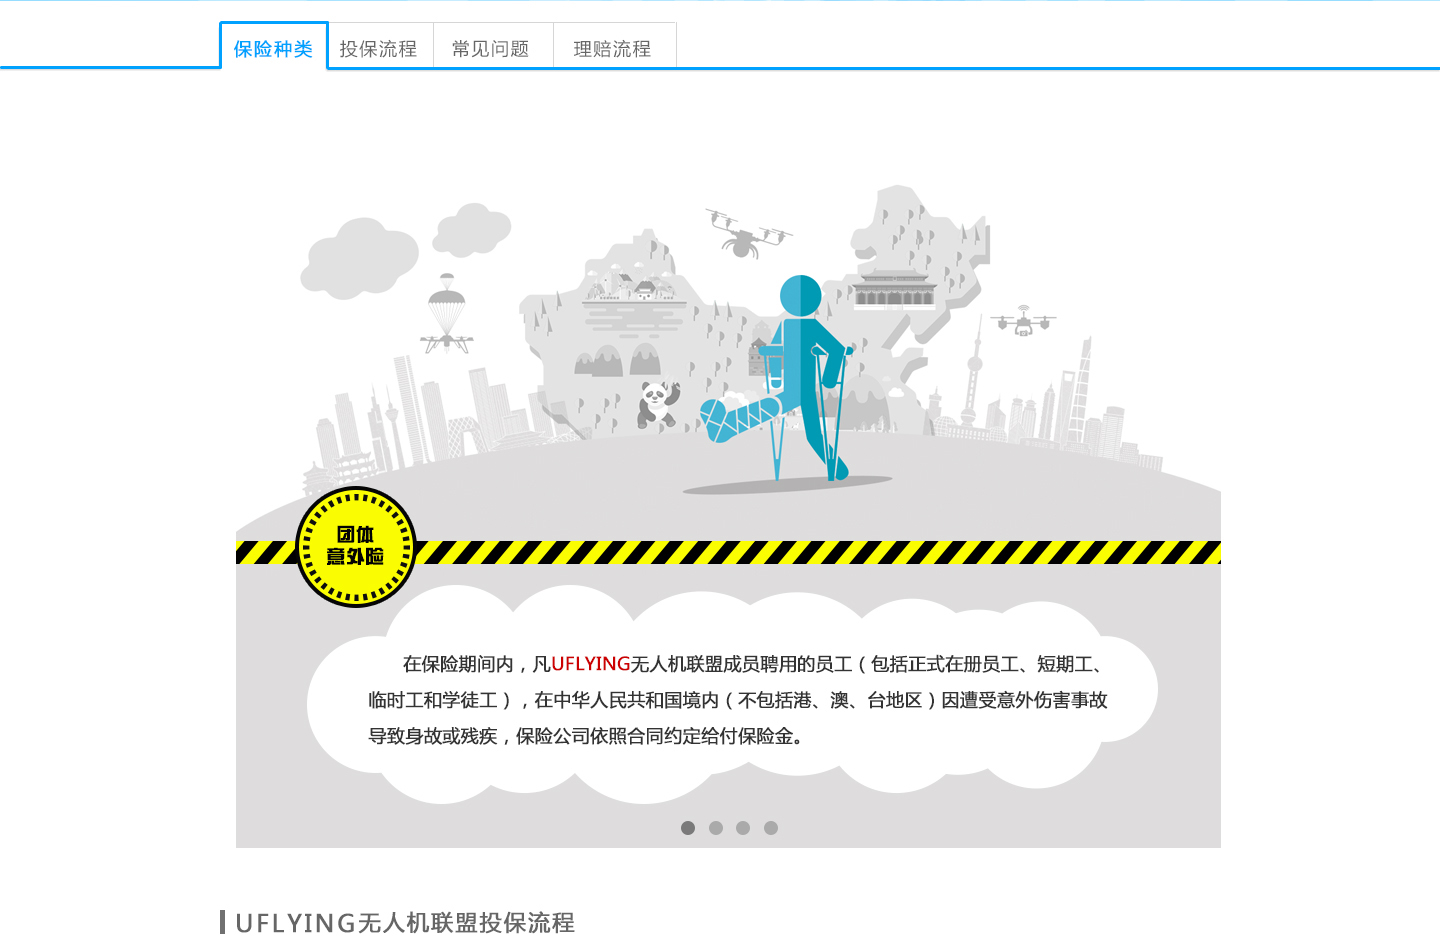 保险种类
投保流程
常见问题
理赔流程
团体
意外险
在保险期间内，凡UFLYING无人机联盟成员聘用的员工（包括正式在册员工、短期工、
临时工和学徒工），在中华人民共和国境内（不包括港、澳、台地区）因遭受意外伤害事故
导致身故或残疾，保险公司依照合同约定给付保险金。
UFLYING无人机联盟投保流程